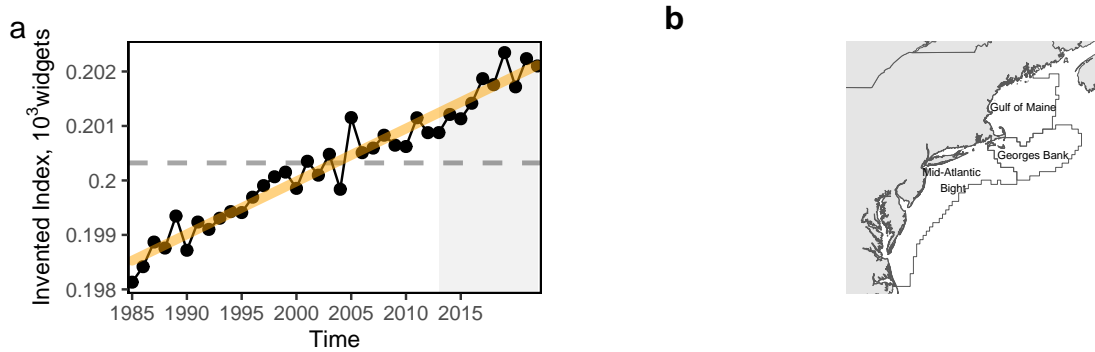 a
Invented Index, 10³widgets
0.202
0.201
0.2
0.199
0.198
1985 1990 1995 2000 2005 2010 2015
Time
b
Gulf of Maine
Georges Bank
Mid-Atlantic
Bight